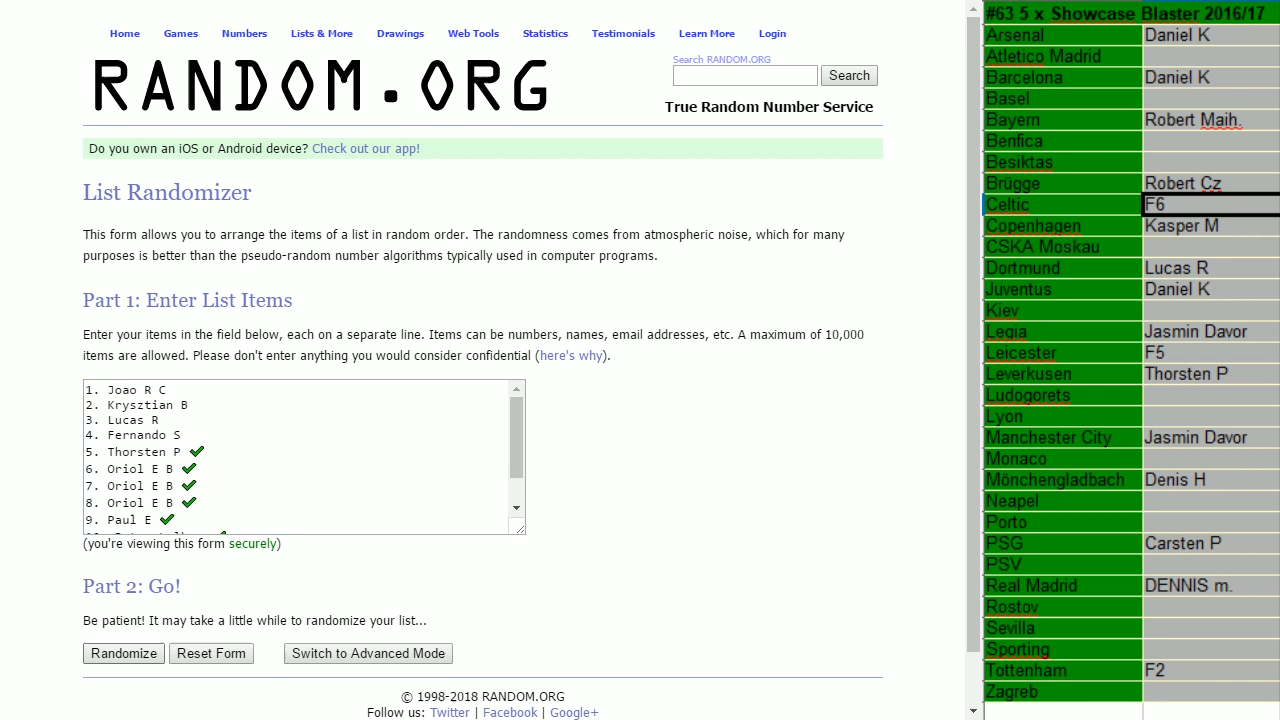 Home Games Numbers Lists & More Drawings Web Tools Statistics Testimonials Learn More Login
RANDOM.ORG
Search RANDOM.ORG
Search
True Random Number Service
Do you own an iOS or Android device? Check out our app!
List Randomizer
This form allows you to arrange the items of a list in random order. The randomness comes from atmospheric noise, which for many
purposes is better than the pseudo-random number algorithms typically used in computer programs.
Part 1: Enter List Items
Enter your items in the field below, each on a separate line. Items can be numbers, names, email addresses, etc. A maximum of 10,000
items are allowed. Please don't enter anything you would consider confidential (here's why).
1. Joao R C
2. Krysztian B
3. Lucas R
4. Fernando S
5. Thorsten P ✔
6. Oriol E B ✔
7. Oriol E B ✔
8. Oriol E B ✔
9. Paul E ✔
(you're viewing this form securely)
Part 2: Go!
Be patient! It may take a little while to randomize your list...
Randomize Reset Form Switch to Advanced Mode
© 1998-2018 RANDOM.ORG
Follow us: Twitter | Facebook | Google+
#63 5 x Showcase Blaster 2016/17
Arsenal Daniel K
Atletico Madrid
Barcelona Daniel K
Basel
Bayern Robert Maih.
Benfica
Besiktas
Brügge Robert Cz
Celtic F6
Copenhagen Kasper M
CSKA Moskau
Dortmund Lucas R
Juventus Daniel K
Kiev
Legia Jasmin Davor
Leicester F5
Leverkusen Thorsten P
Ludogorets
Lyon
Manchester City Jasmin Davor
Monaco
Mönchengladbach Denis H
Neapel
Porto
PSG Carsten P
PSV
Real Madrid DENNIS m.
Rostov
Sevilla
Sporting
Tottenham F2
Zagreb